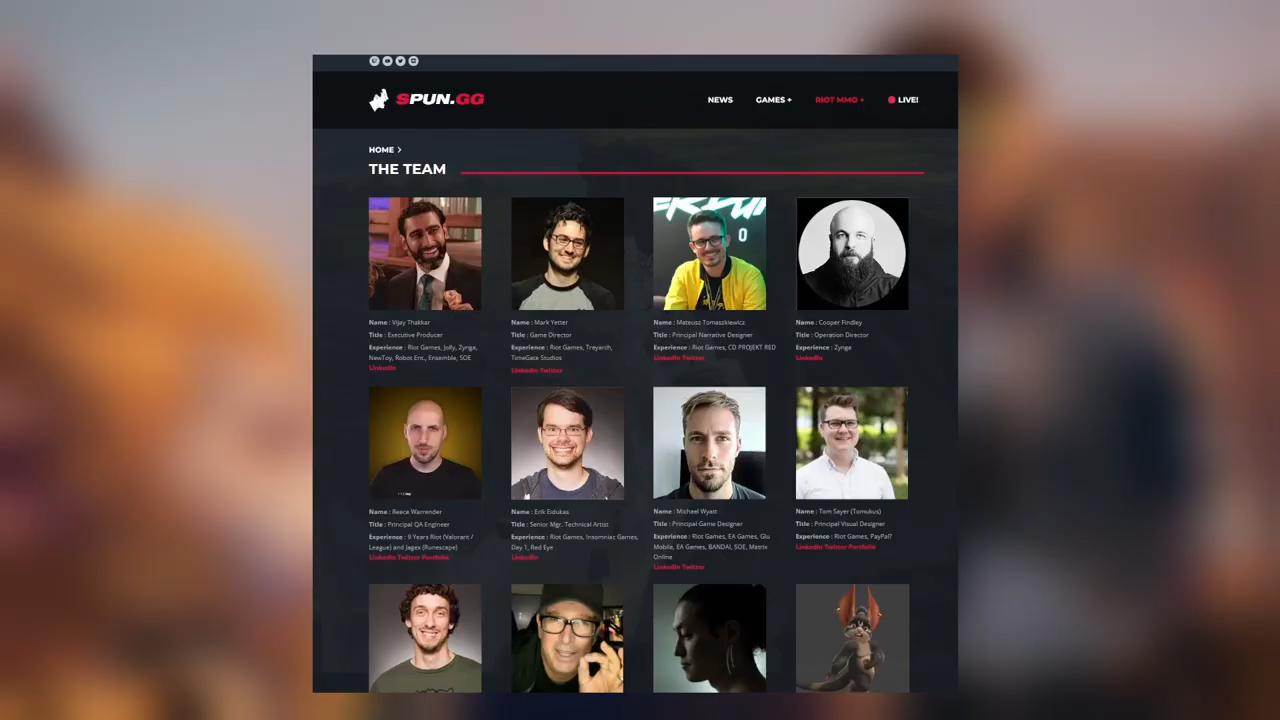 SPUN.GG
NEWS
GAMES +
RIOT MMO +
LIVE!
HOME >
THE TEAM
Name : Vijay Thakkar
Title : Executive Producer
Experience : Riot Games, Jolly, Zynga,
NewToy, Robot Ent., Ensemble, SOE
LinkedIn
Name : Mark Yetter
Title : Game Director
Experience : Riot Games, Treyarch,
TimeGate Studios
LinkedIn Twitter
Name : Mateusz Tomaszkiewicz
Title : Principal Narrative Designer
Experience : Riot Games, CD PROJEKT RED
LinkedIn Twitter
Name : Cooper Findley
Title : Operation Director
Experience : Zynga
LinkedIn
Name : Reece Warrender
Title : Principal QA Engineer
Experience : 9 Years Riot (Valorant /
League) and Jagex (Runescape)
LinkedIn Twitter Portfolio
Name : Erik Eidukas
Title : Senior Mgr. Technical Artist
Experience : Riot Games, Insomniac Games,
Day 1, Red Eye
LinkedIn
Name : Michael Wyatt
Title : Principal Game Designer
Experience : Riot Games, EA Games, Glu
Mobile, EA Games, BANDAI, SOE, Matrix
Online
LinkedIn Twitter
Name : Tom Sayer (Tomukus)
Title : Principal Visual Designer
Experience : Riot Games, PayPal?
LinkedIn Twitter Portfolio